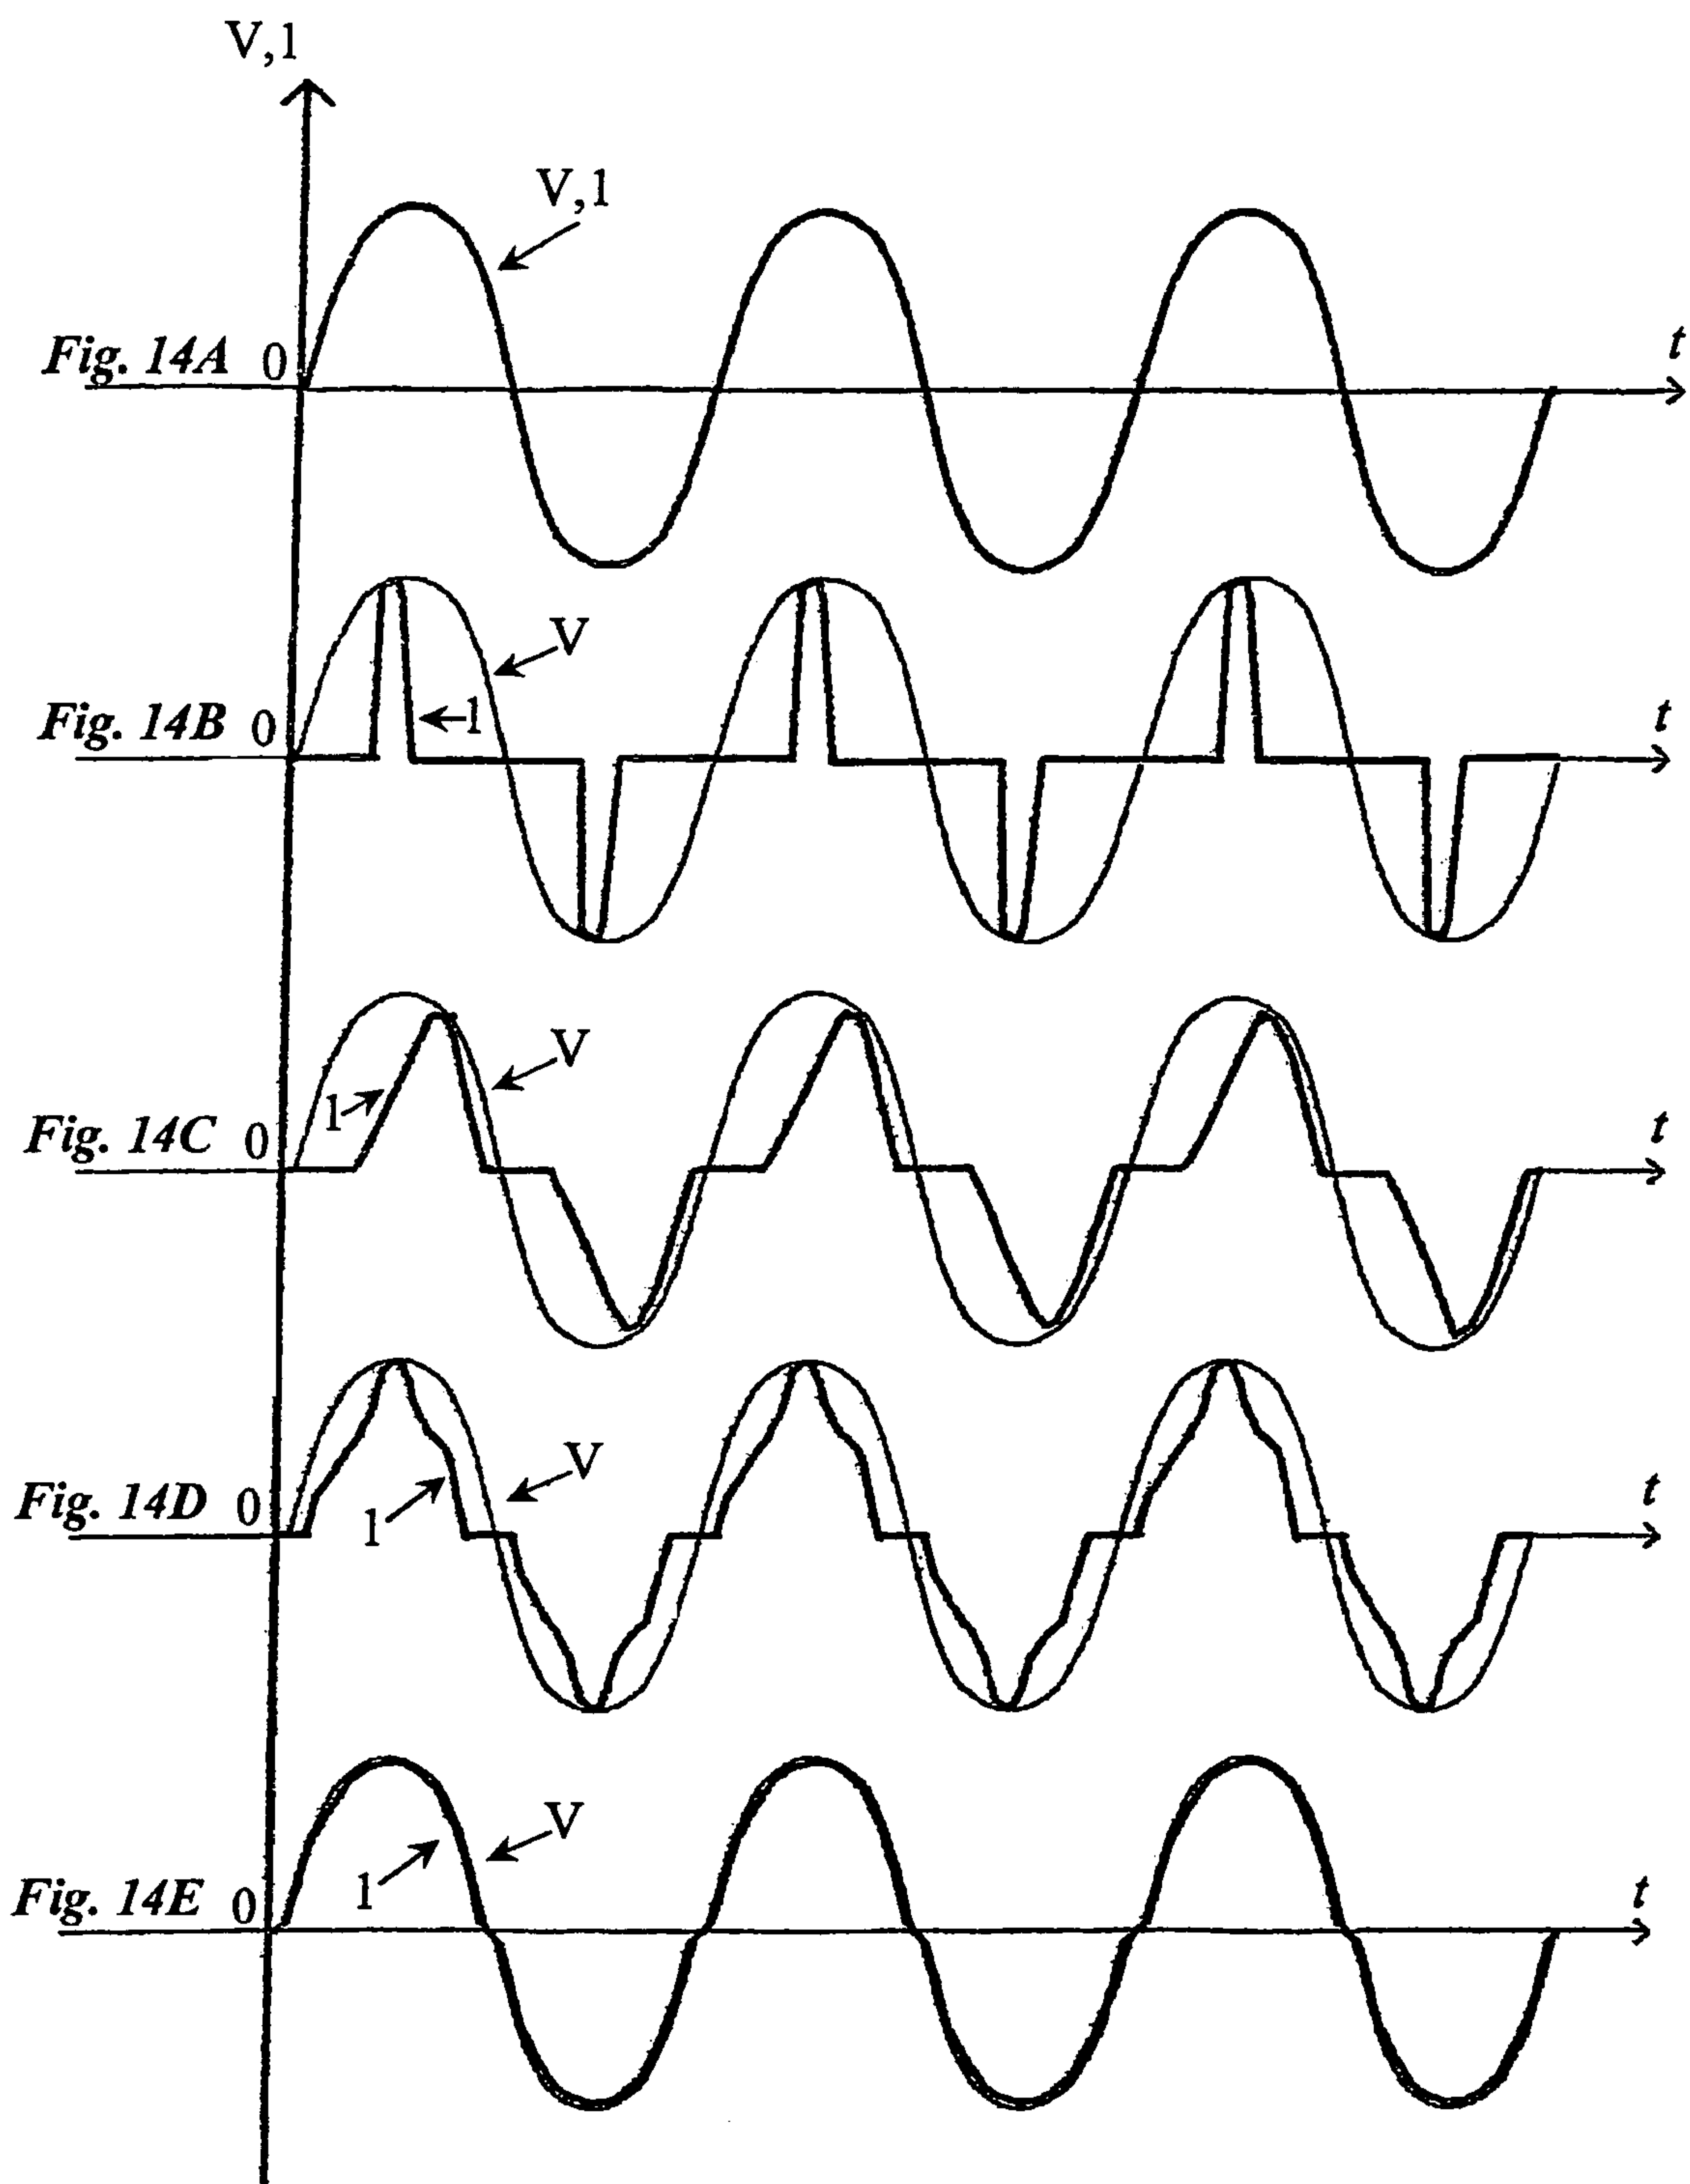 V,1
V,1
Fig. 14A 0 t
V
Fig. 14B 0 1 t
V
1
Fig. 14C 0 t
V
Fig. 14D 0 t
1
V
1
Fig. 14E 0 t